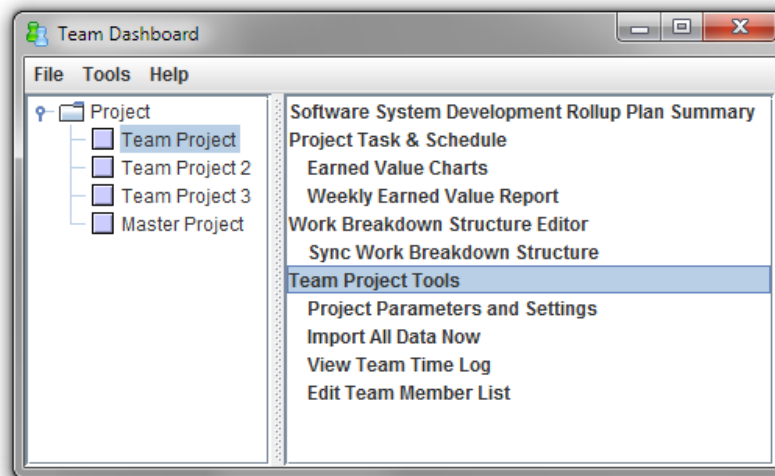 Team Dashboard
File Tools Help
Project
Team Project
Team Project 2
Team Project 3
Master Project
Software System Development Rollup Plan Summary
Project Task & Schedule
Earned Value Charts
Weekly Earned Value Report
Work Breakdown Structure Editor
Sync Work Breakdown Structure
Team Project Tools
Project Parameters and Settings
Import All Data Now
View Team Time Log
Edit Team Member List